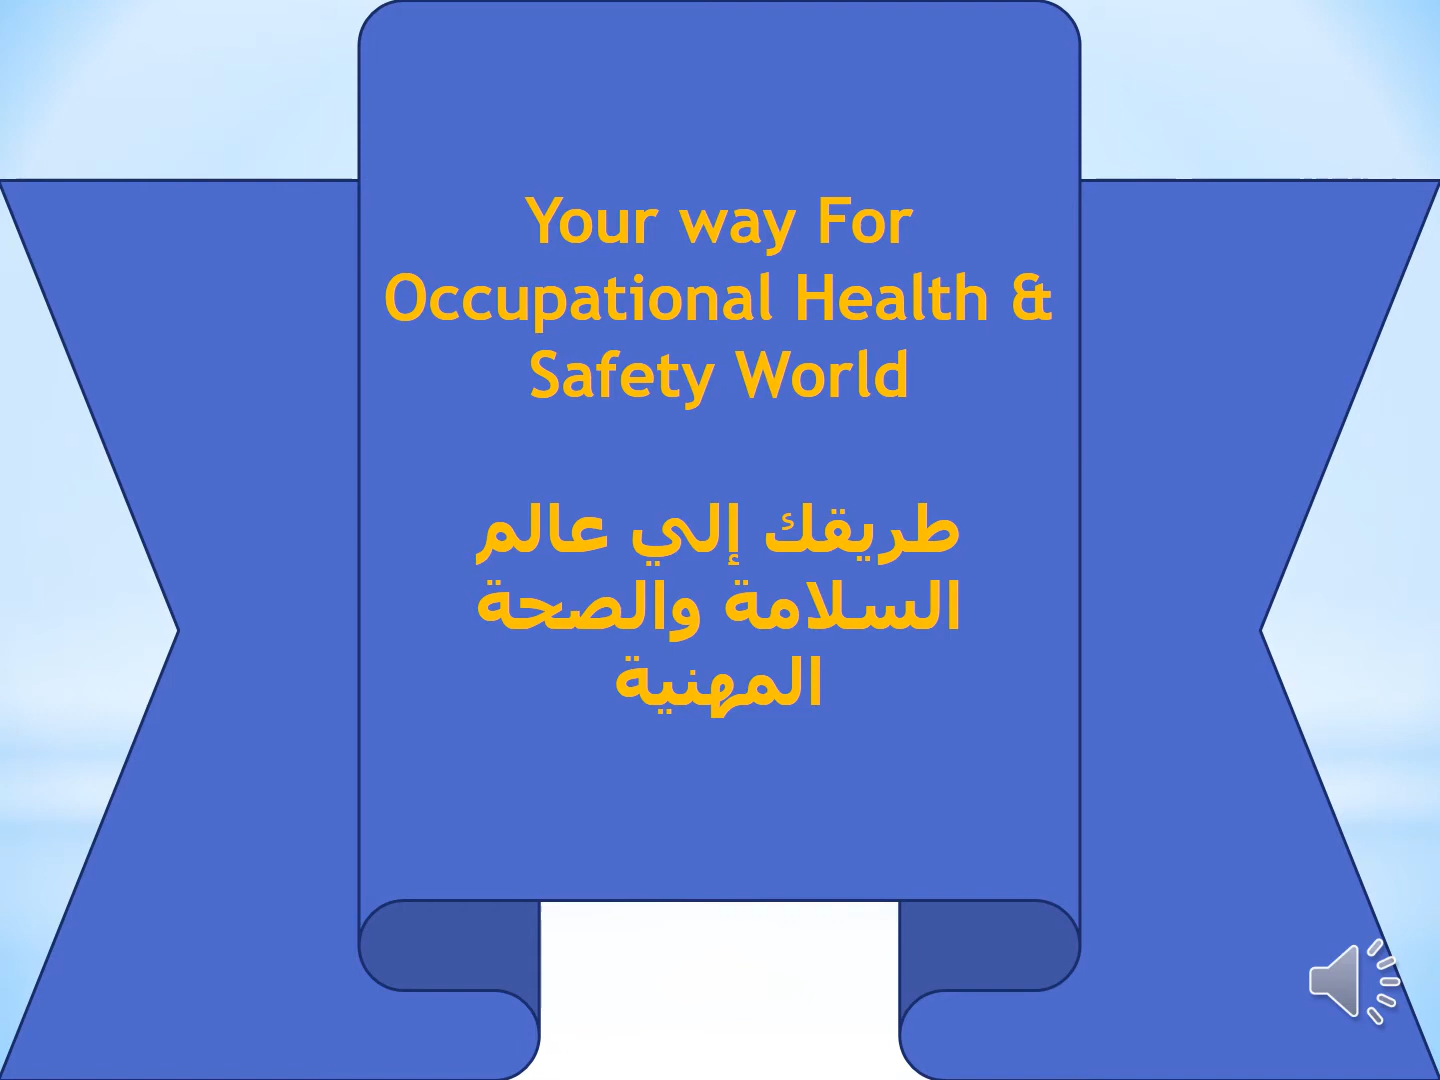 Your way For
Occupational Health &
Safety World
طريقك إلي عالم
السلامة والصحة
المهنية